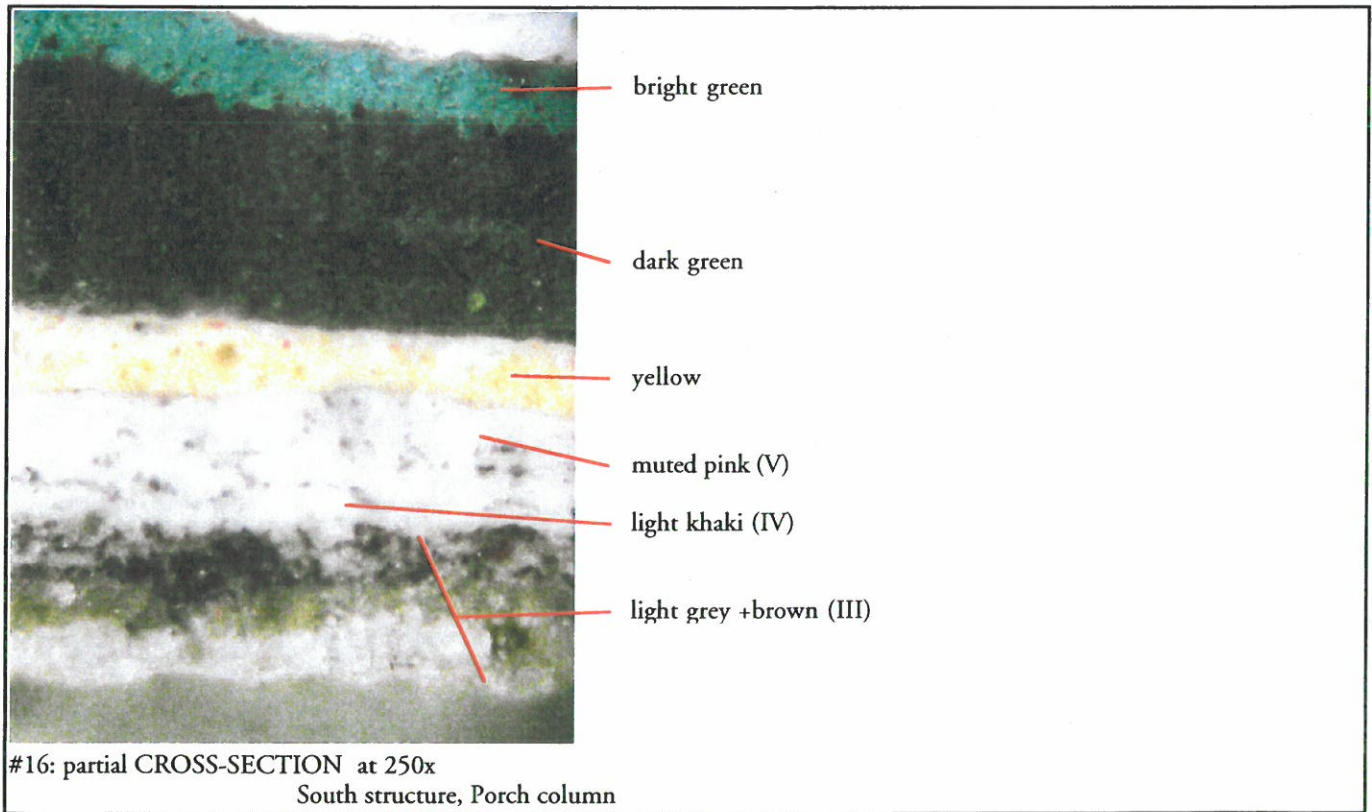 bright green
dark green
yellow
muted pink (V)
light khaki (IV)
light grey +brown (III)
#16: partial CROSS-SECTION at 250x
South structure, Porch column